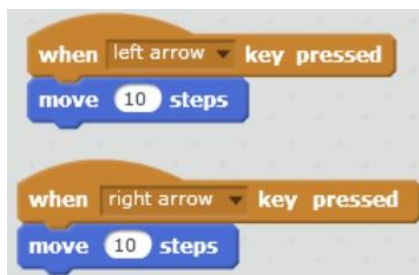 when left arrow key pressed
move 10 steps
when right arrow key pressed
move 10 steps